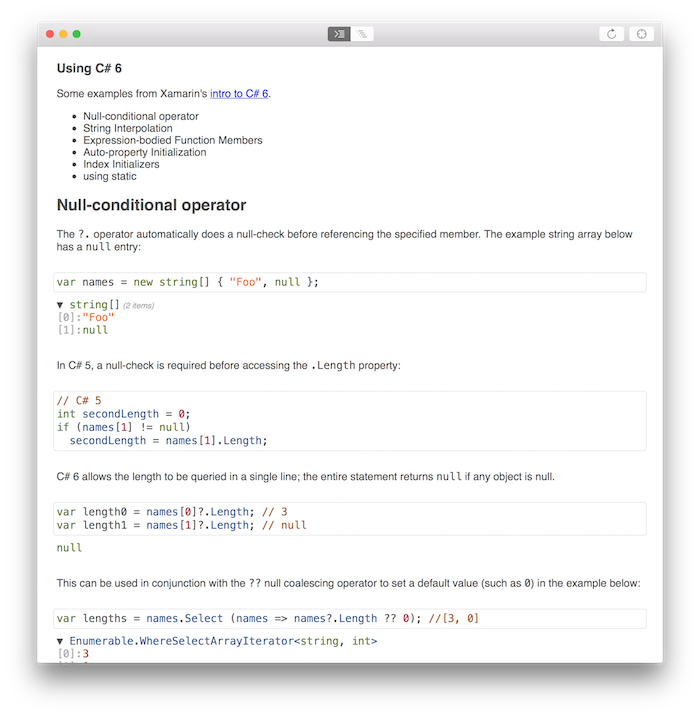 Using C# 6
Some examples from Xamarin's intro to C# 6.
Null-conditional operator
String Interpolation
Expression-bodied Function Members
Auto-property Initialization
Index Initializers
using static
Null-conditional operator
The ?. operator automatically does a null-check before referencing the specified member. The example string array below
has a null entry:
var names = new string[] { "Foo", null };
▼ string[] (2 items)
[0]:"Foo"
[1]:null
In C# 5, a null-check is required before accessing the .Length property:
// C# 5
int secondLength = 0;
if (names[1] != null)
  secondLength = names[1].Length;
C# 6 allows the length to be queried in a single line; the entire statement returns null if any object is null.
var length0 = names[0]?.Length; // 3
var length1 = names[1]?.Length; // null
null
This can be used in conjunction with the ?? null coalescing operator to set a default value (such as 0) in the example below:
var lengths = names.Select (names => names?.Length ?? 0); //[3, 0]
▼ Enumerable.WhereSelectArrayIterator<string, int>
[0]:3